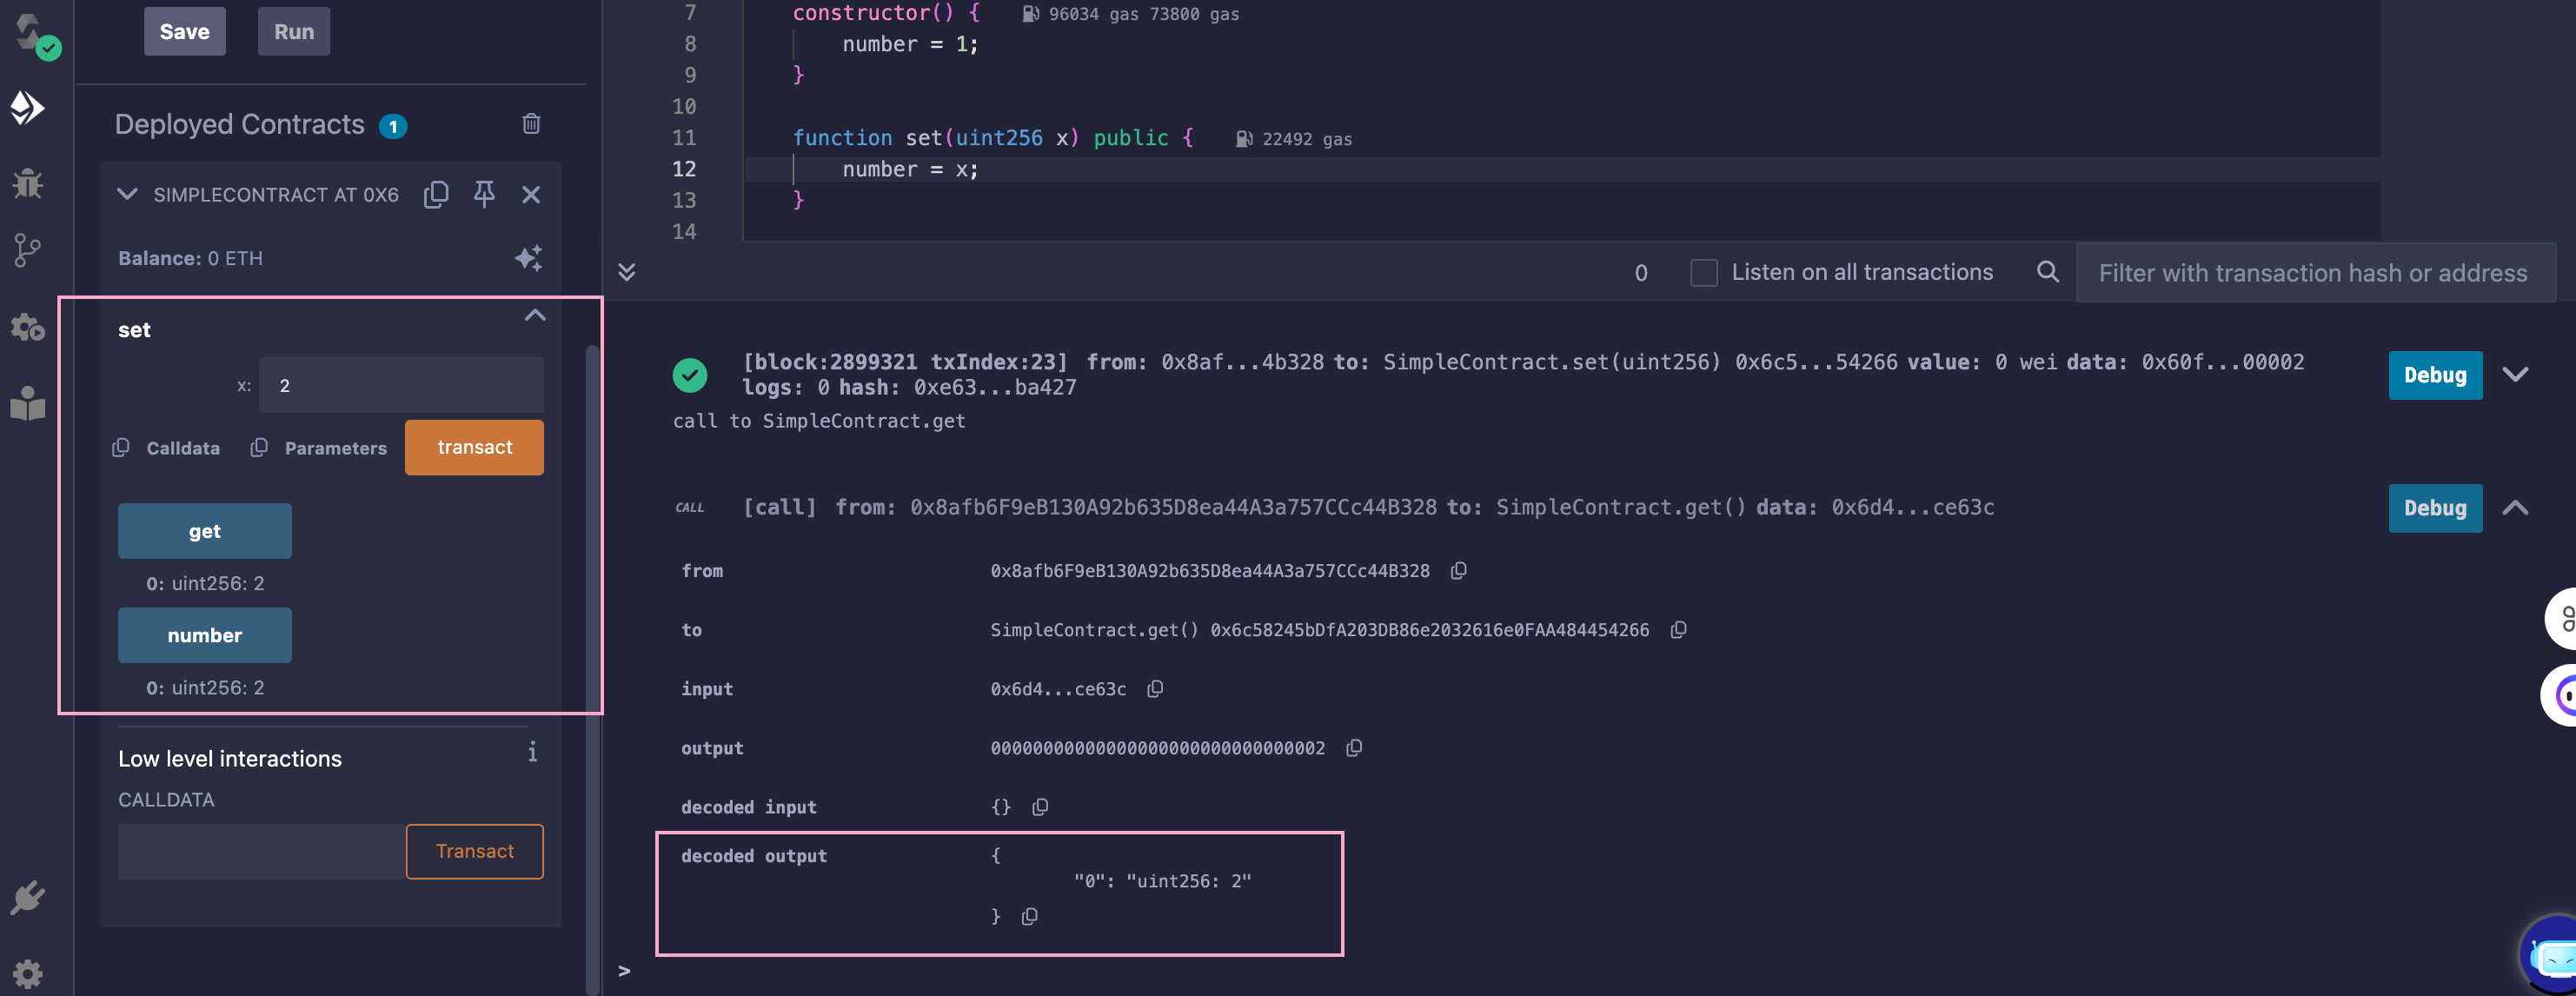 Save
Run
Deployed Contracts 1
SIMPLECONTRACT AT 0X6
Balance: 0 ETH
set
x: 2
Calldata
Parameters
transact
get
0: uint256: 2
number
0: uint256: 2
Low level interactions
i
CALLDATA
Transact
7 constructor() { 96034 gas 73800 gas
8 number = 1;
9 }
10
11 function set(uint256 x) public { 22492 gas
12 number = x;
13 }
14
0
Listen on all transactions
Filter with transaction hash or address
[block:2899321 txIndex:23] from: 0x8af...4b328 to: SimpleContract.set(uint256) 0x6c5...54266 value: 0 wei data: 0x60f...00002
logs: 0 hash: 0xe63...ba427
Debug
call to SimpleContract.get
CALL [call] from: 0x8afb6F9eB130A92b635D8ea44A3a757CCc44B328 to: SimpleContract.get() data: 0x6d4...ce63c
Debug
from 0x8afb6F9eB130A92b635D8ea44A3a757CCc44B328
to SimpleContract.get() 0x6c58245bDfA203DB86e2032616e0FAA484454266
input 0x6d4...ce63c
output 00000000000000000000000000000002
decoded input {}
decoded output {
"0": "uint256: 2"
}
>